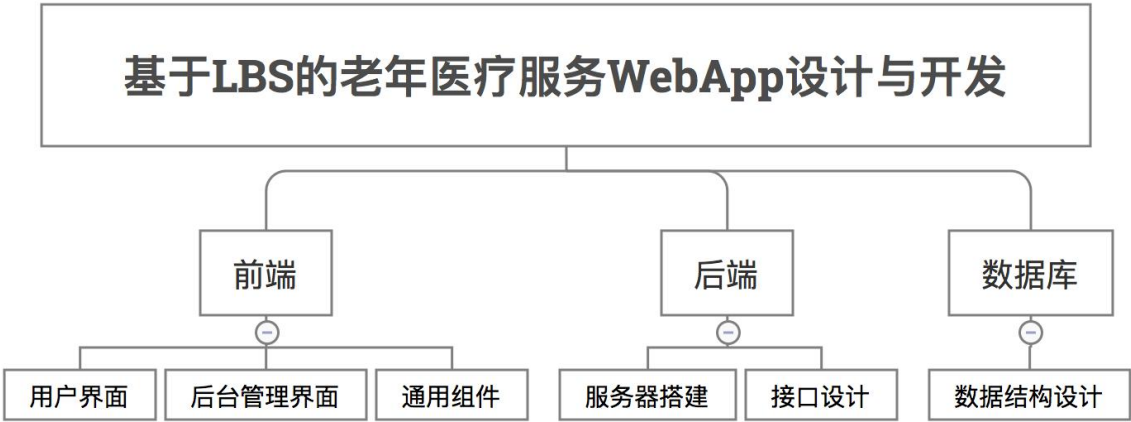 基于LBS的老年医疗服务WebApp设计与开发
前端
后端
数据库
用户界面
后台管理界面
通用组件
服务器搭建
接口设计
数据结构设计